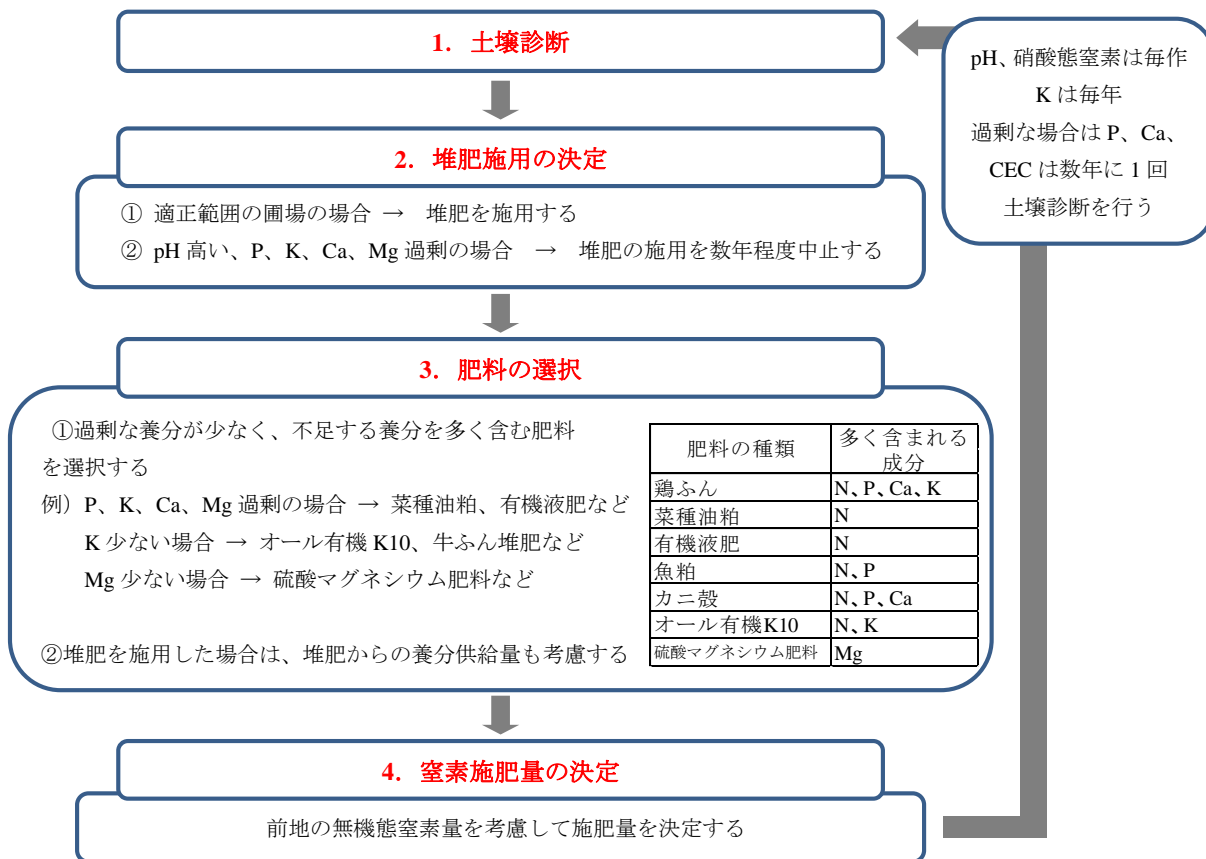 1. 土壌診断
pH、硝酸態窒素は毎作
K は毎年
過剰な場合は P、Ca、
CEC は数年に 1 回
土壌診断を行う
2. 堆肥施用の決定
① 適正範囲の圃場の場合 → 堆肥を施用する
② pH 高い、P、K、Ca、Mg 過剰の場合 → 堆肥の施用を数年程度中止する
3. 肥料の選択
①過剰な養分が少なく、不足する養分を多く含む肥料
を選択する
例）P、K、Ca、Mg 過剰の場合 → 菜種油粕、有機液肥など
K 少ない場合 → オール有機 K10、牛ふん堆肥など
Mg 少ない場合 → 硫酸マグネシウム肥料など
②堆肥を施用した場合は、堆肥からの養分供給量も考慮する
肥料の種類 多く含まれる
成分
鶏ふん N、P、Ca、K
菜種油粕 N
有機液肥 N
魚粕 N、P
カニ殻 N、P、Ca
オール有機K10 N、K
硫酸マグネシウム肥料 Mg
4. 窒素施肥量の決定
前地の無機態窒素量を考慮して施肥量を決定する